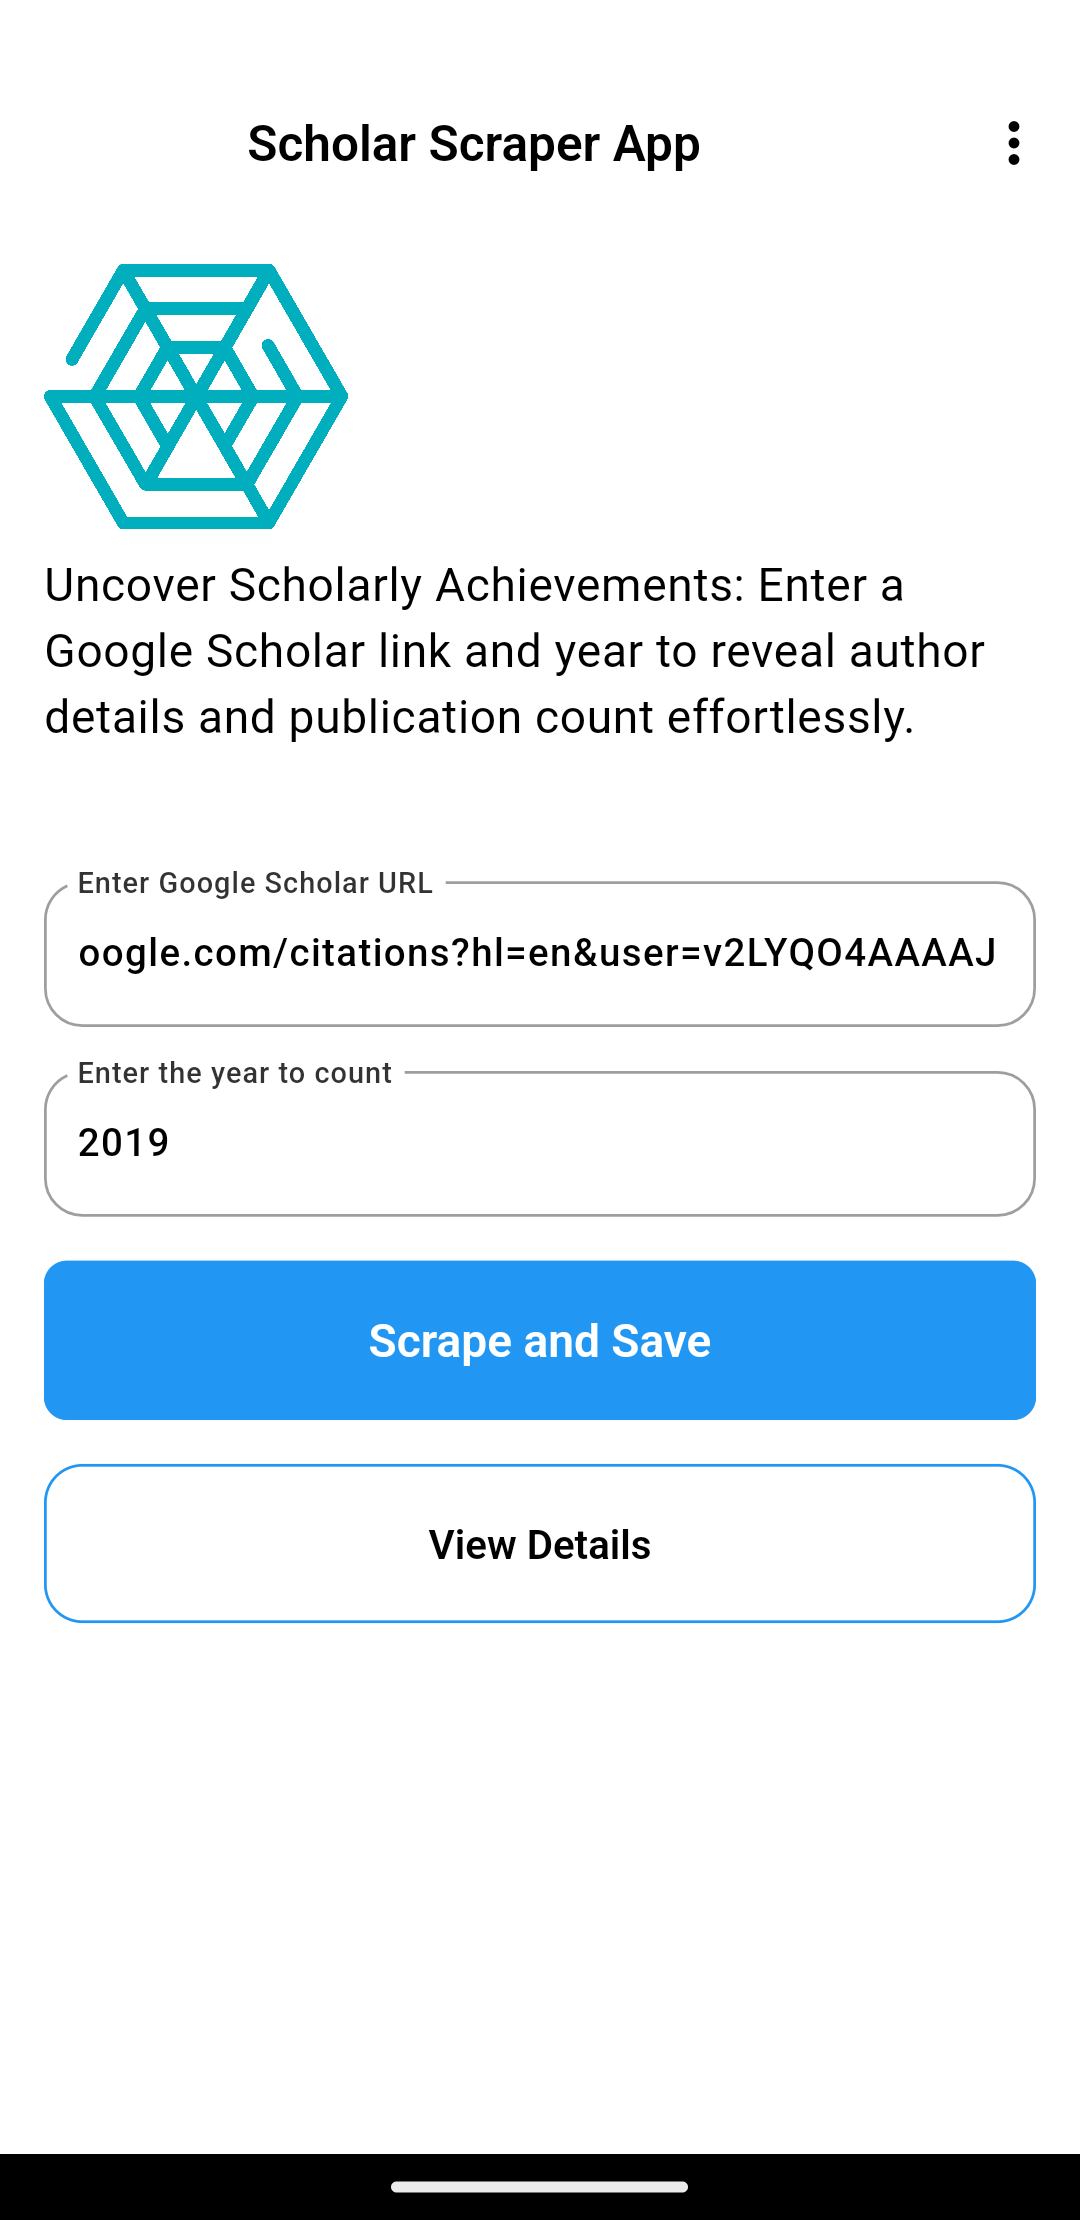 Scholar Scraper App
Uncover Scholarly Achievements: Enter a
Google Scholar link and year to reveal author
details and publication count effortlessly.
Enter Google Scholar URL
oogle.com/citations?hl=en&user=v2LYQO4AAAAJ
Enter the year to count
2019
Scrape and Save
View Details